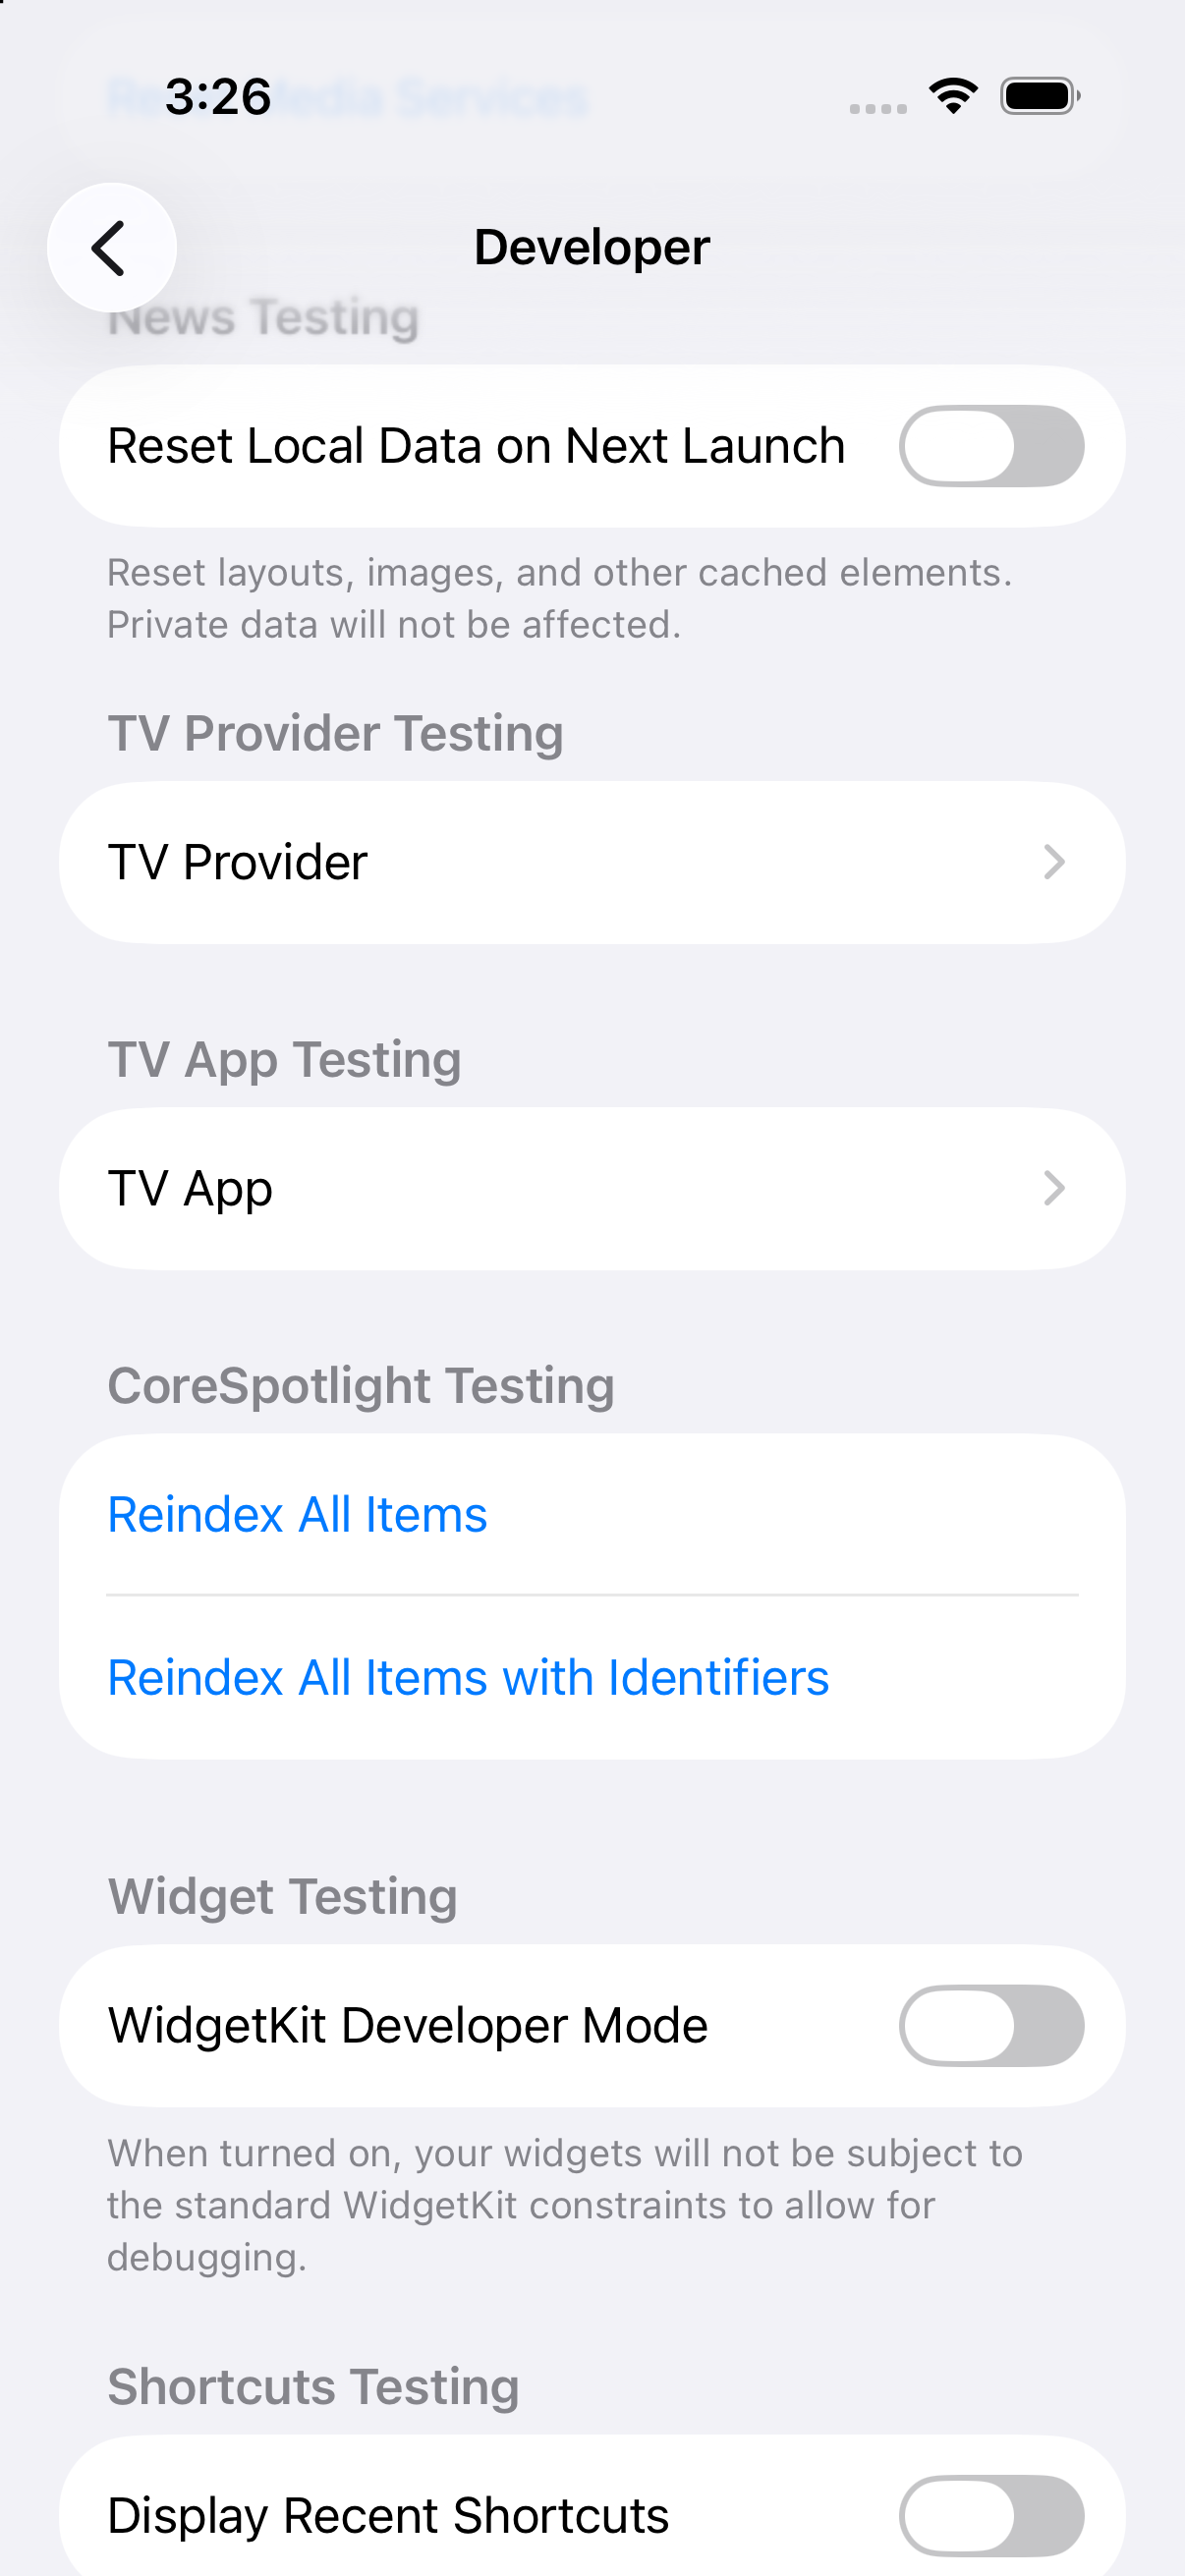 3:26
Media Services
Developer
News Testing
Reset Local Data on Next Launch
Reset layouts, images, and other cached elements.
Private data will not be affected.
TV Provider Testing
TV Provider
TV App Testing
TV App
CoreSpotlight Testing
Reindex All Items
Reindex All Items with Identifiers
Widget Testing
WidgetKit Developer Mode
When turned on, your widgets will not be subject to
the standard WidgetKit constraints to allow for
debugging.
Shortcuts Testing
Display Recent Shortcuts